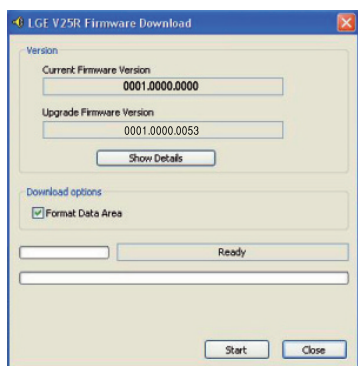 LGE V25R Firmware Download
Version
Current Firmware Version
0001.0000.0000
Upgrade Firmware Version
0001.0000.0053
Show Details
Download options
Format Data Area
Ready
Start Close